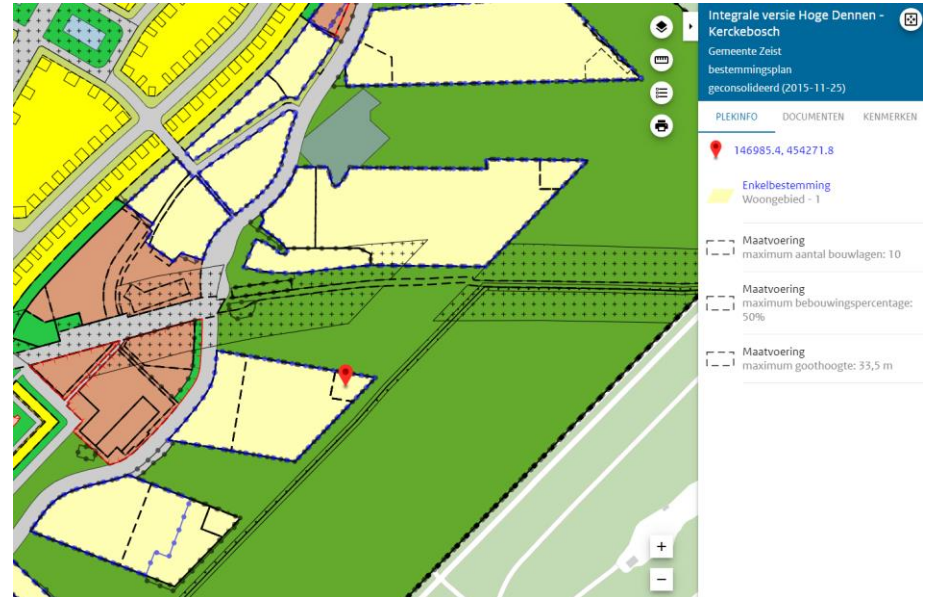 Integrale versie Hoge Dennen -
Kerckebosch
Gemeente Zeist
bestemmingsplan
geconsolideerd (2015-11-25)
PLEKINFO DOCUMENTEN KENMERKEN
146985.4, 454271.8
Enkelbestemming
Woongebied - 1
Maatvoering
maximum aantal bouwlagen: 10
Maatvoering
maximum bebouwingspercentage:
50%
Maatvoering
maximum goothoogte: 33,5 m
+
−